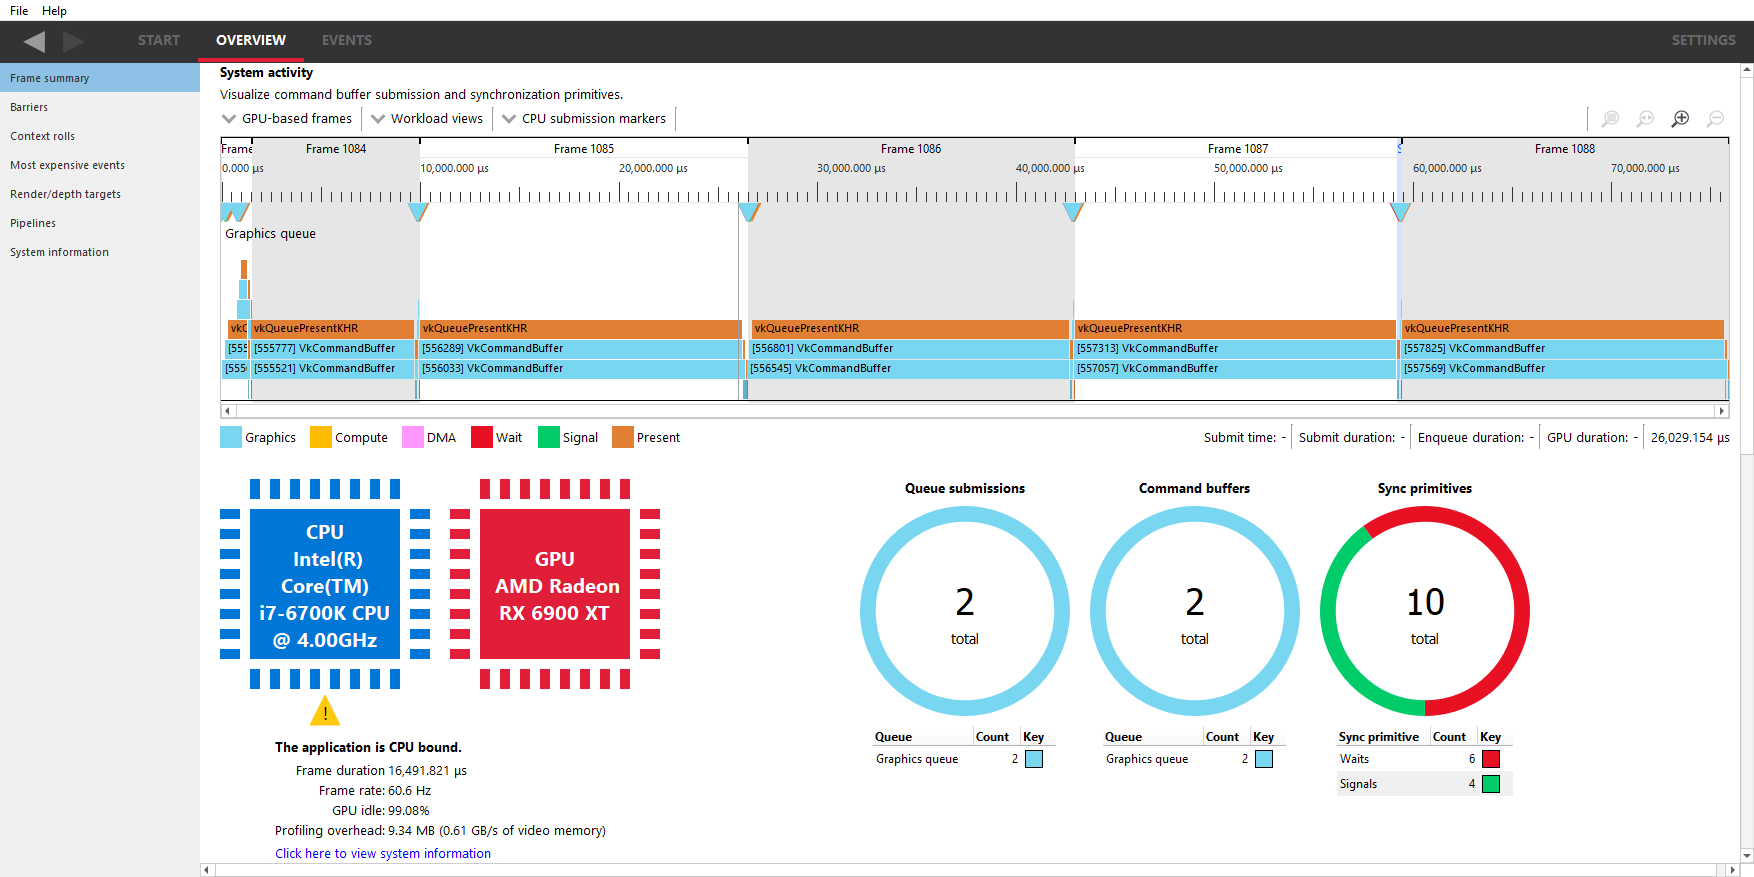 File Help
START OVERVIEW EVENTS SETTINGS
Frame summary
Barriers
Context rolls
Most expensive events
Render/depth targets
Pipelines
System information
System activity
Visualize command buffer submission and synchronization primitives.
GPU-based frames Workload views CPU submission markers
Frame Frame 1084 Frame 1085 Frame 1086 Frame 1087 S Frame 1088
0.000 µs 10,000.000 µs 20,000.000 µs 30,000.000 µs 40,000.000 µs 50,000.000 µs 60,000.000 µs 70,000.000 µs
Graphics queue
vkQ vkQueuePresentKHR vkQueuePresentKHR vkQueuePresentKHR vkQueuePresentKHR vkQueuePresentKHR
[555 [555777] VkCommandBuffer [556289] VkCommandBuffer [556801] VkCommandBuffer [557313] VkCommandBuffer [557825] VkCommandBuffer
[555 [555521] VkCommandBuffer [556033] VkCommandBuffer [556545] VkCommandBuffer [557057] VkCommandBuffer [557569] VkCommandBuffer
Graphics Compute DMA Wait Signal Present
Submit time: - Submit duration: - Enqueue duration: - GPU duration: - 26,029.154 µs
CPU
Intel(R)
Core(TM)
i7-6700K CPU
@ 4.00GHz
GPU
AMD Radeon
RX 6900 XT
!
The application is CPU bound.
Frame duration 16,491.821 µs
Frame rate: 60.6 Hz
GPU idle: 99.08%
Profiling overhead: 9.34 MB (0.61 GB/s of video memory)
Click here to view system information
Queue submissions
2
total
Queue Count Key
Graphics queue 2
Command buffers
2
total
Queue Count Key
Graphics queue 2
Sync primitives
10
total
Sync primitive Count Key
Waits 6
Signals 4